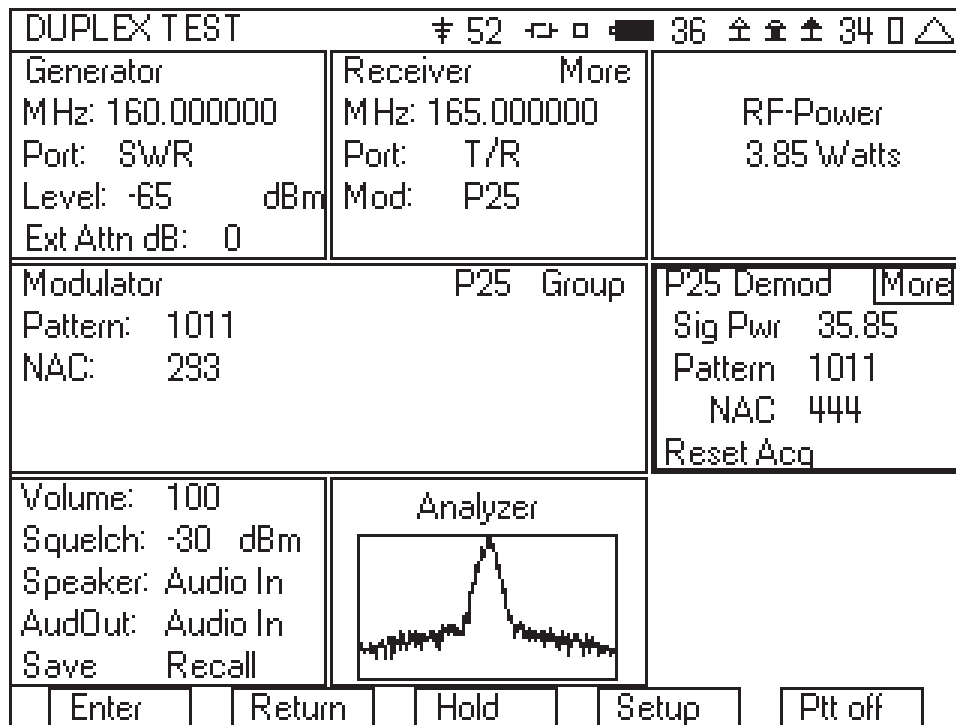 DUPLEX TEST 52 36 34
Generator
MHz: 160.000000
Port: SWR
Level: -65 dBm
Ext Attn dB: 0
Receiver More
MHz: 165.000000
Port: T/R
Mod: P25
RF-Power
3.85 Watts
Modulator P25 Group
Pattern: 1011
NAC: 293
P25 Demod More
Sig Pwr 35.85
Pattern 1011
NAC 444
Reset Acq
Volume: 100
Squelch: -30 dBm
Speaker: Audio In
AudOut: Audio In
Save Recall
Analyzer
Enter Return Hold Setup Ptt off